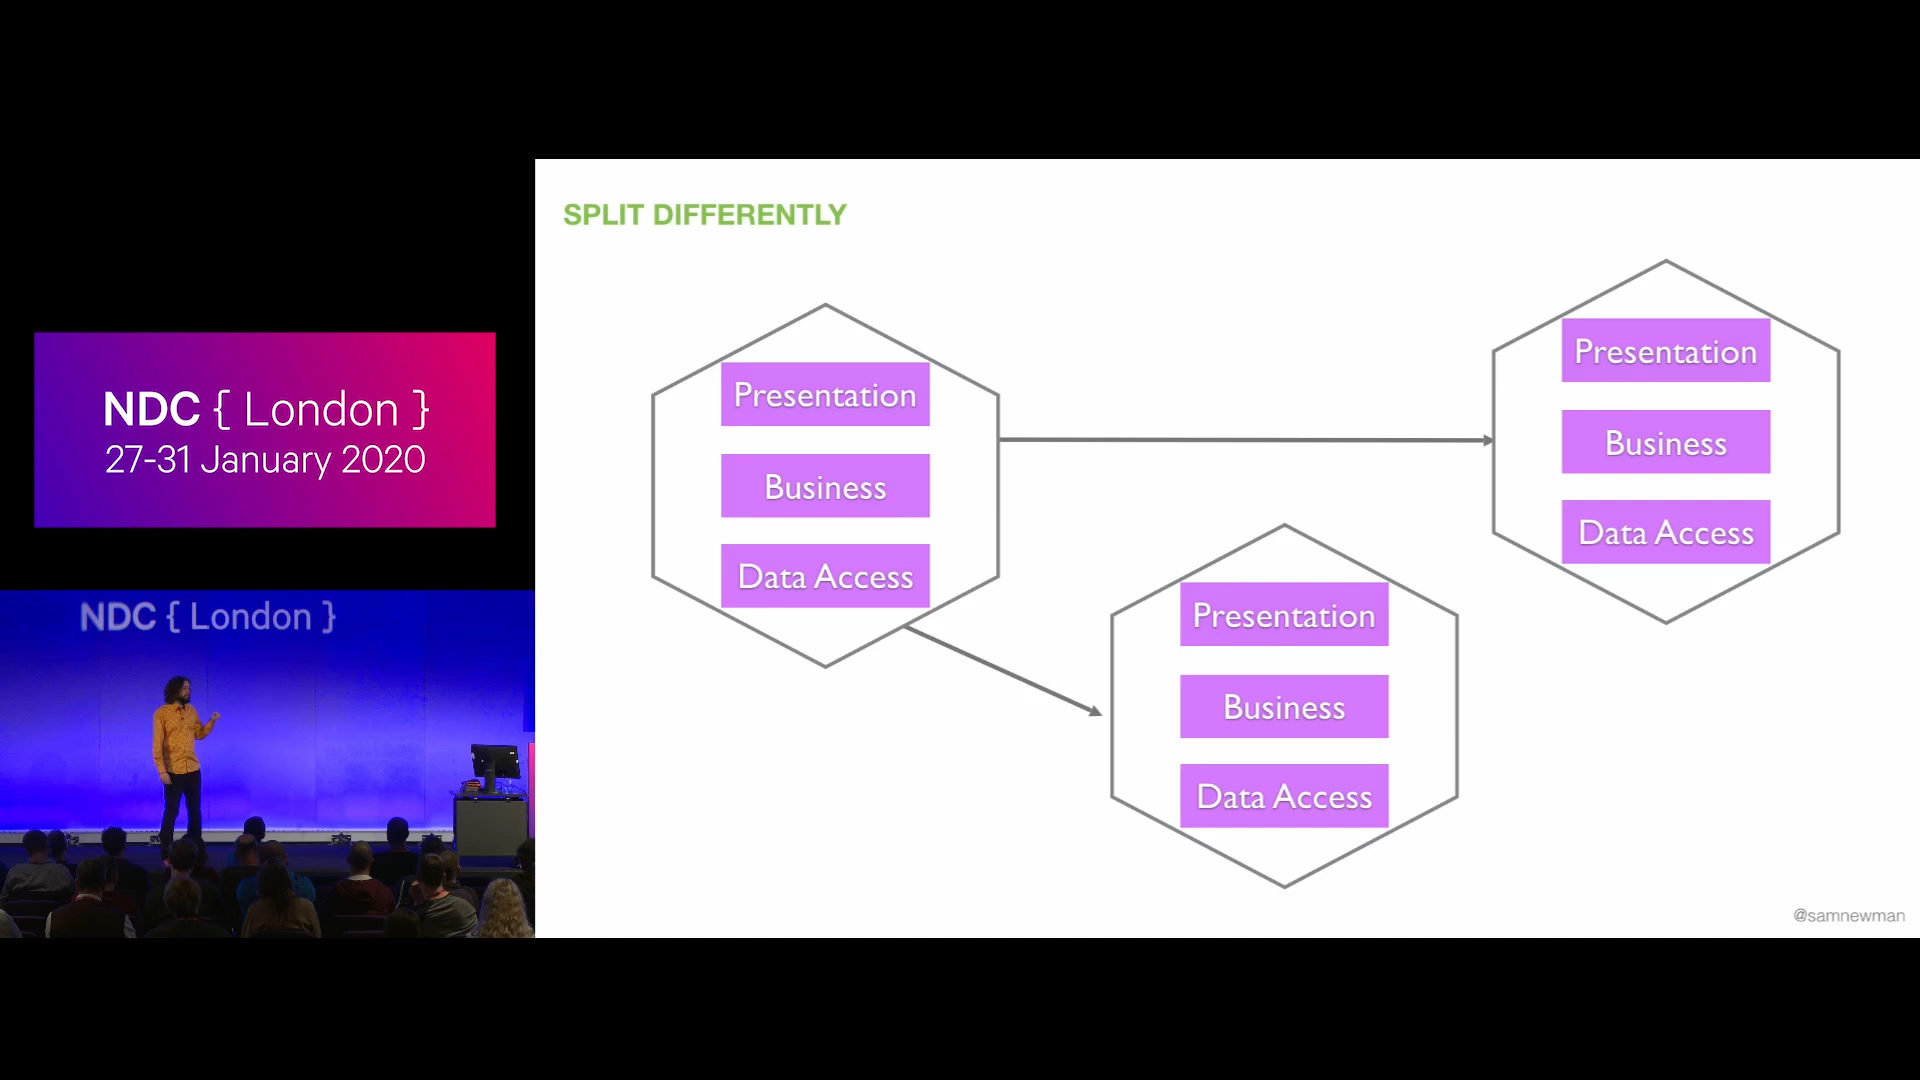 NDC { London }
27-31 January 2020
NDC { London }
SPLIT DIFFERENTLY
Presentation
Business
Data Access
Presentation
Business
Data Access
Presentation
Business
Data Access
@samnewman